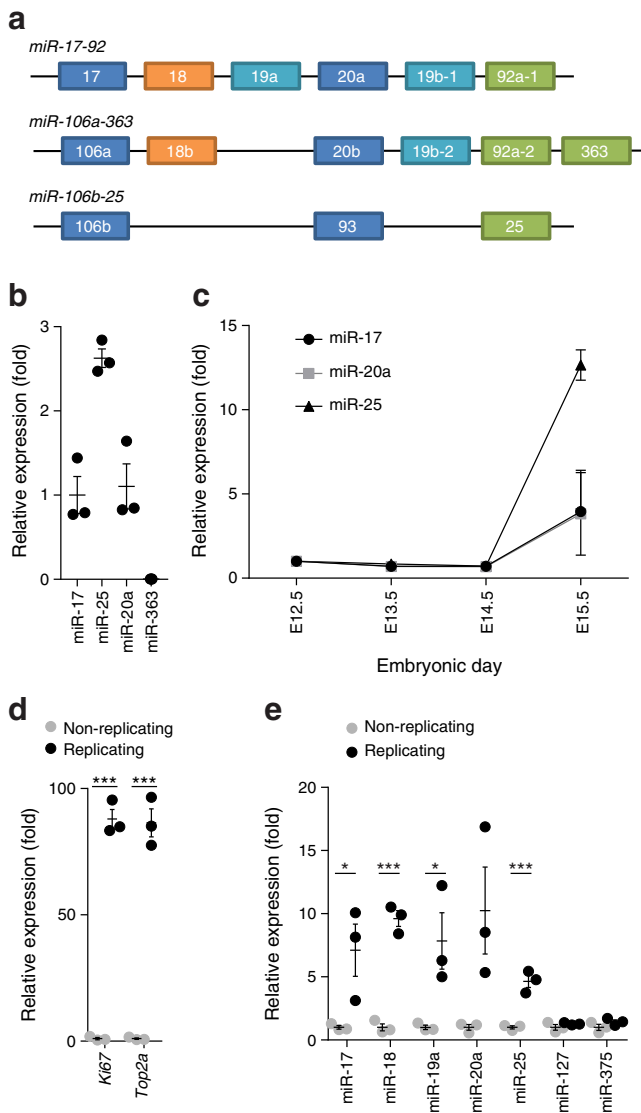 a
miR-17-92
17 18 19a 20a 19b-1 92a-1
miR-106a-363
106a 18b 20b 19b-2 92a-2 363
miR-106b-25
106b 93 25
b
Relative expression (fold)
3
2
1
0
miR-17
miR-25
miR-20a
miR-363
c
Relative expression (fold)
15
10
5
0
miR-17
miR-20a
miR-25
E12.5
E13.5
E14.5
E15.5
Embryonic day
d
Non-replicating
Replicating
Relative expression (fold)
100
50
0
*** ***
Ki67
Top2a
e
Non-replicating
Replicating
Relative expression (fold)
20
15
10
5
0
* *** * ***
miR-17
miR-18
miR-19a
miR-20a
miR-25
miR-127
miR-375